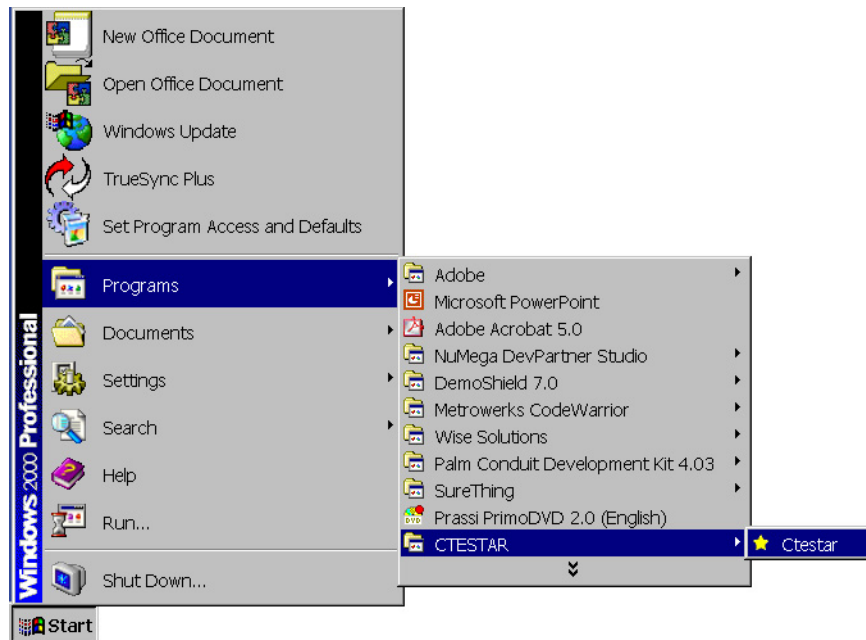 New Office Document
Open Office Document
Windows Update
TrueSync Plus
Set Program Access and Defaults
Programs
Documents
Settings
Search
Help
Run...
Shut Down...
Windows 2000 Professional
Start
Adobe
Microsoft PowerPoint
Adobe Acrobat 5.0
NuMega DevPartner Studio
DemoShield 7.0
Metrowerks CodeWarrior
Wise Solutions
Palm Conduit Development Kit 4.03
SureThing
Prassi PrimoDVD 2.0 (English)
CTESTAR
Ctestar